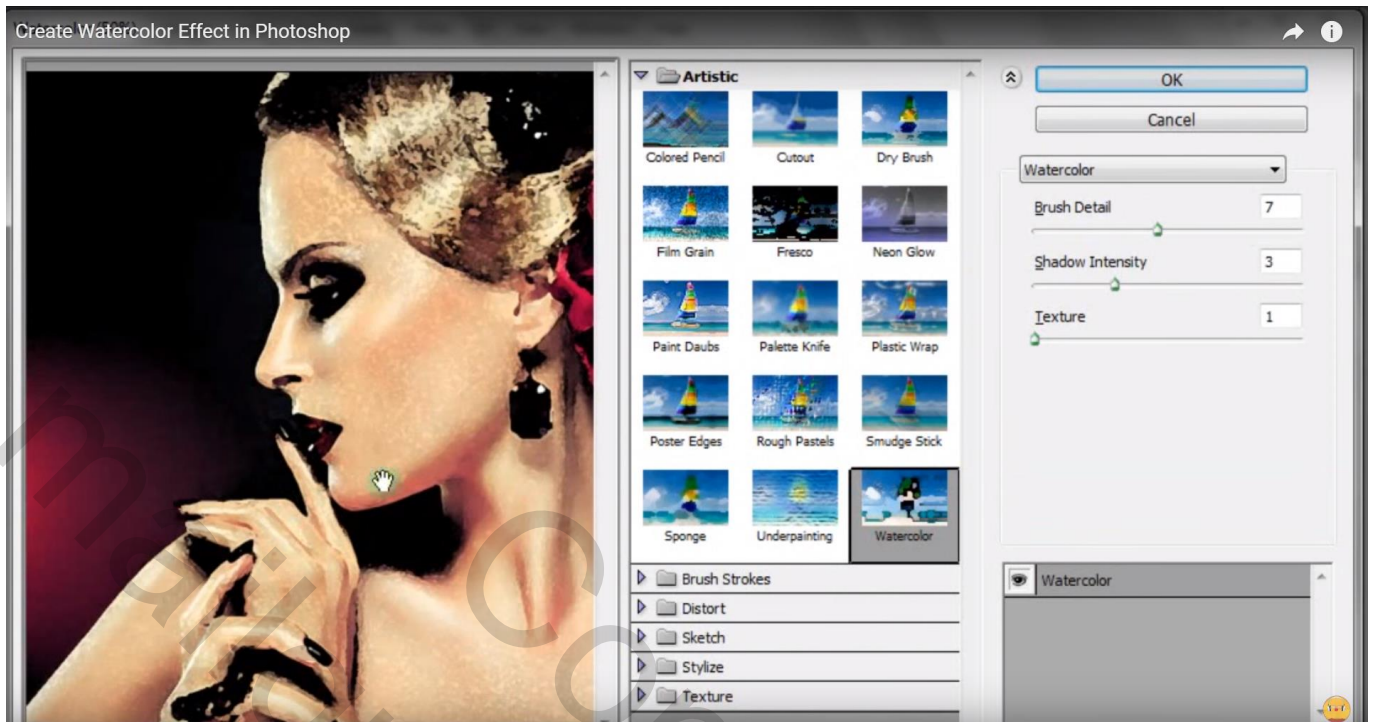 Create Watercolor Effect in Photoshop
Artistic
OK
Cancel
Colored Pencil
Cutout
Dry Brush
Watercolor
Brush Detail
7
Film Grain
Fresco
Neon Glow
Shadow Intensity
3
Texture
1
Paint Daubs
Palette Knife
Plastic Wrap
Poster Edges
Rough Pastels
Smudge Stick
Sponge
Underpainting
Watercolor
Brush Strokes
Watercolor
Distort
Sketch
Stylize
Texture